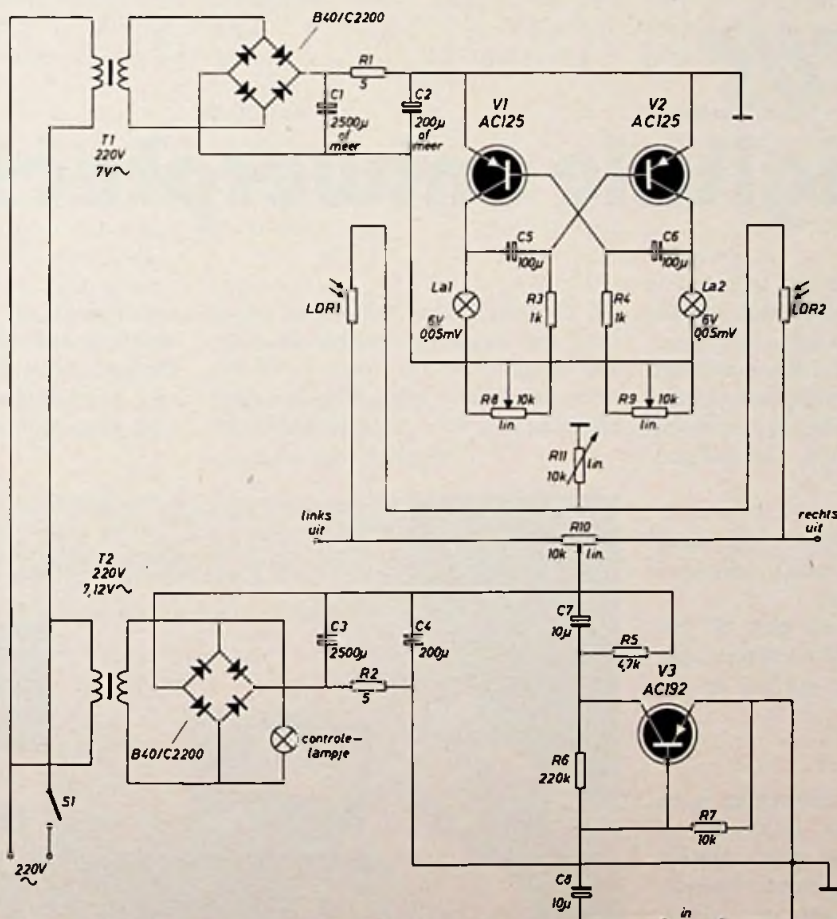 B40/C2200
R1
5
C1
2500µ
of
meer
C2
200µ
of
meer
V1
AC125
V2
AC125
T1
220V
7V~
C5
100µ
C6
100µ
LDR1
La1
6V
0,05mV
R3
1k
R4
1k
La2
6V
0,05mV
LDR2
R8 10k
lin.
R9 10k
lin.
R11
10k
lin.
links
uit
R10
10k lin.
rechts
uit
T2
220V
7,12V~
C3
2500µ
C4
200µ
R2
5
C7
10µ
R5
4,7k
V3
AC192
B40/C2200
controle-
lampje
R6
220k
R7
10k
S1
220V
~
C8
10µ
in